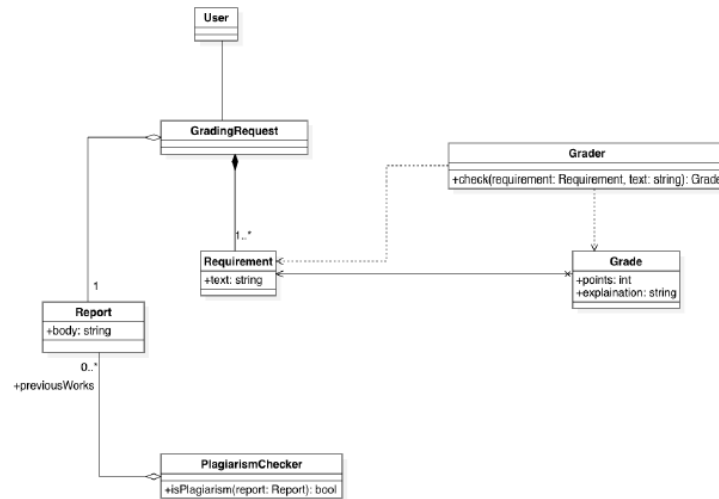 User
GradingRequest
Grader
+check(requirement: Requirement, text: string): Grade
1..*
Requirement
+text: string
Grade
+points: int
+explaination: string
1
Report
+body: string
0..*
+previousWorks
PlagiarismChecker
+isPlagiarism(report: Report): bool